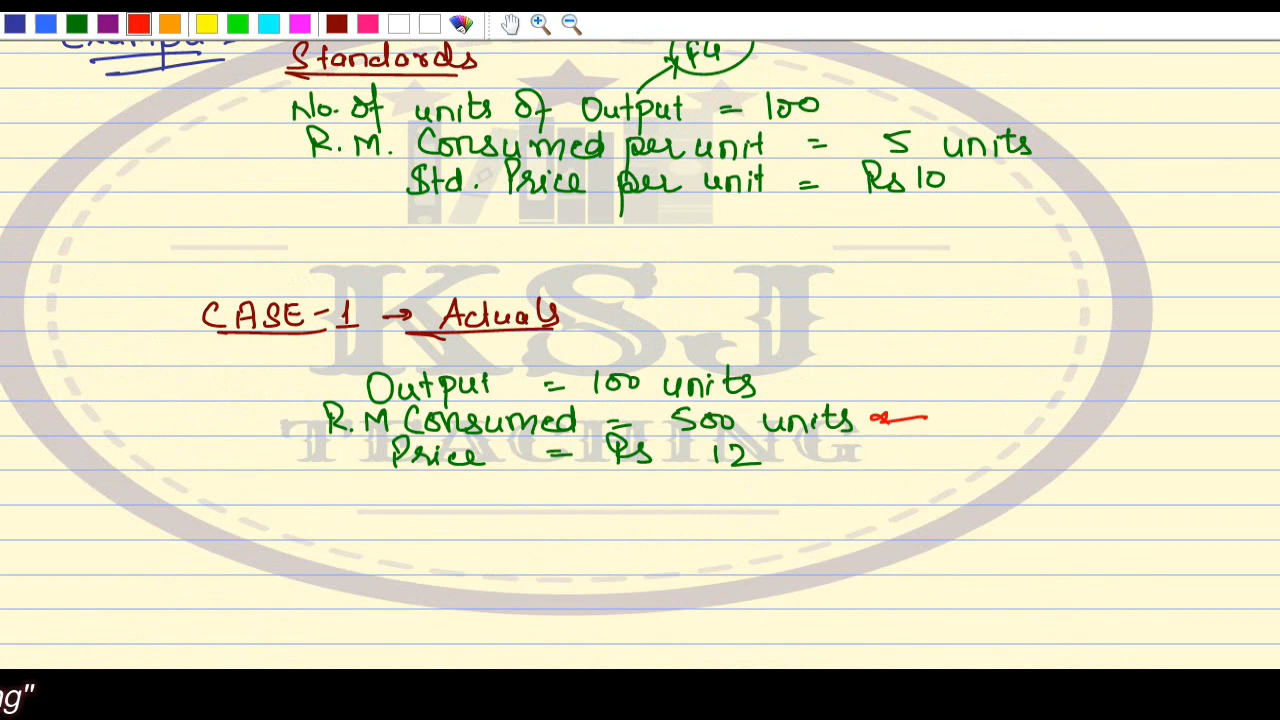 Standards
FG
No. of units of Output = 100
R.M. Consumed per unit = 5 units
Std. Price per unit = Rs 10
CASE-1 → Actuals
KSJ
Output = 100 units
R.M Consumed = 500 units
TEACHING
Price = Rs 12
ng"